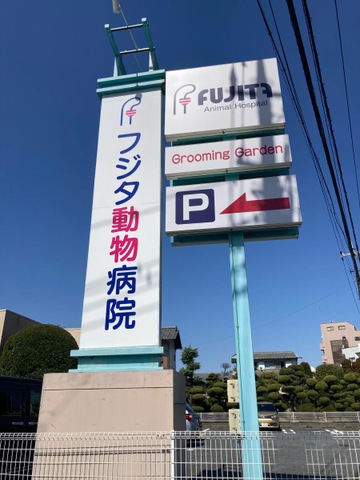 フジタ動物病院
FUJITA
Animal Hospital
Grooming Garden
P